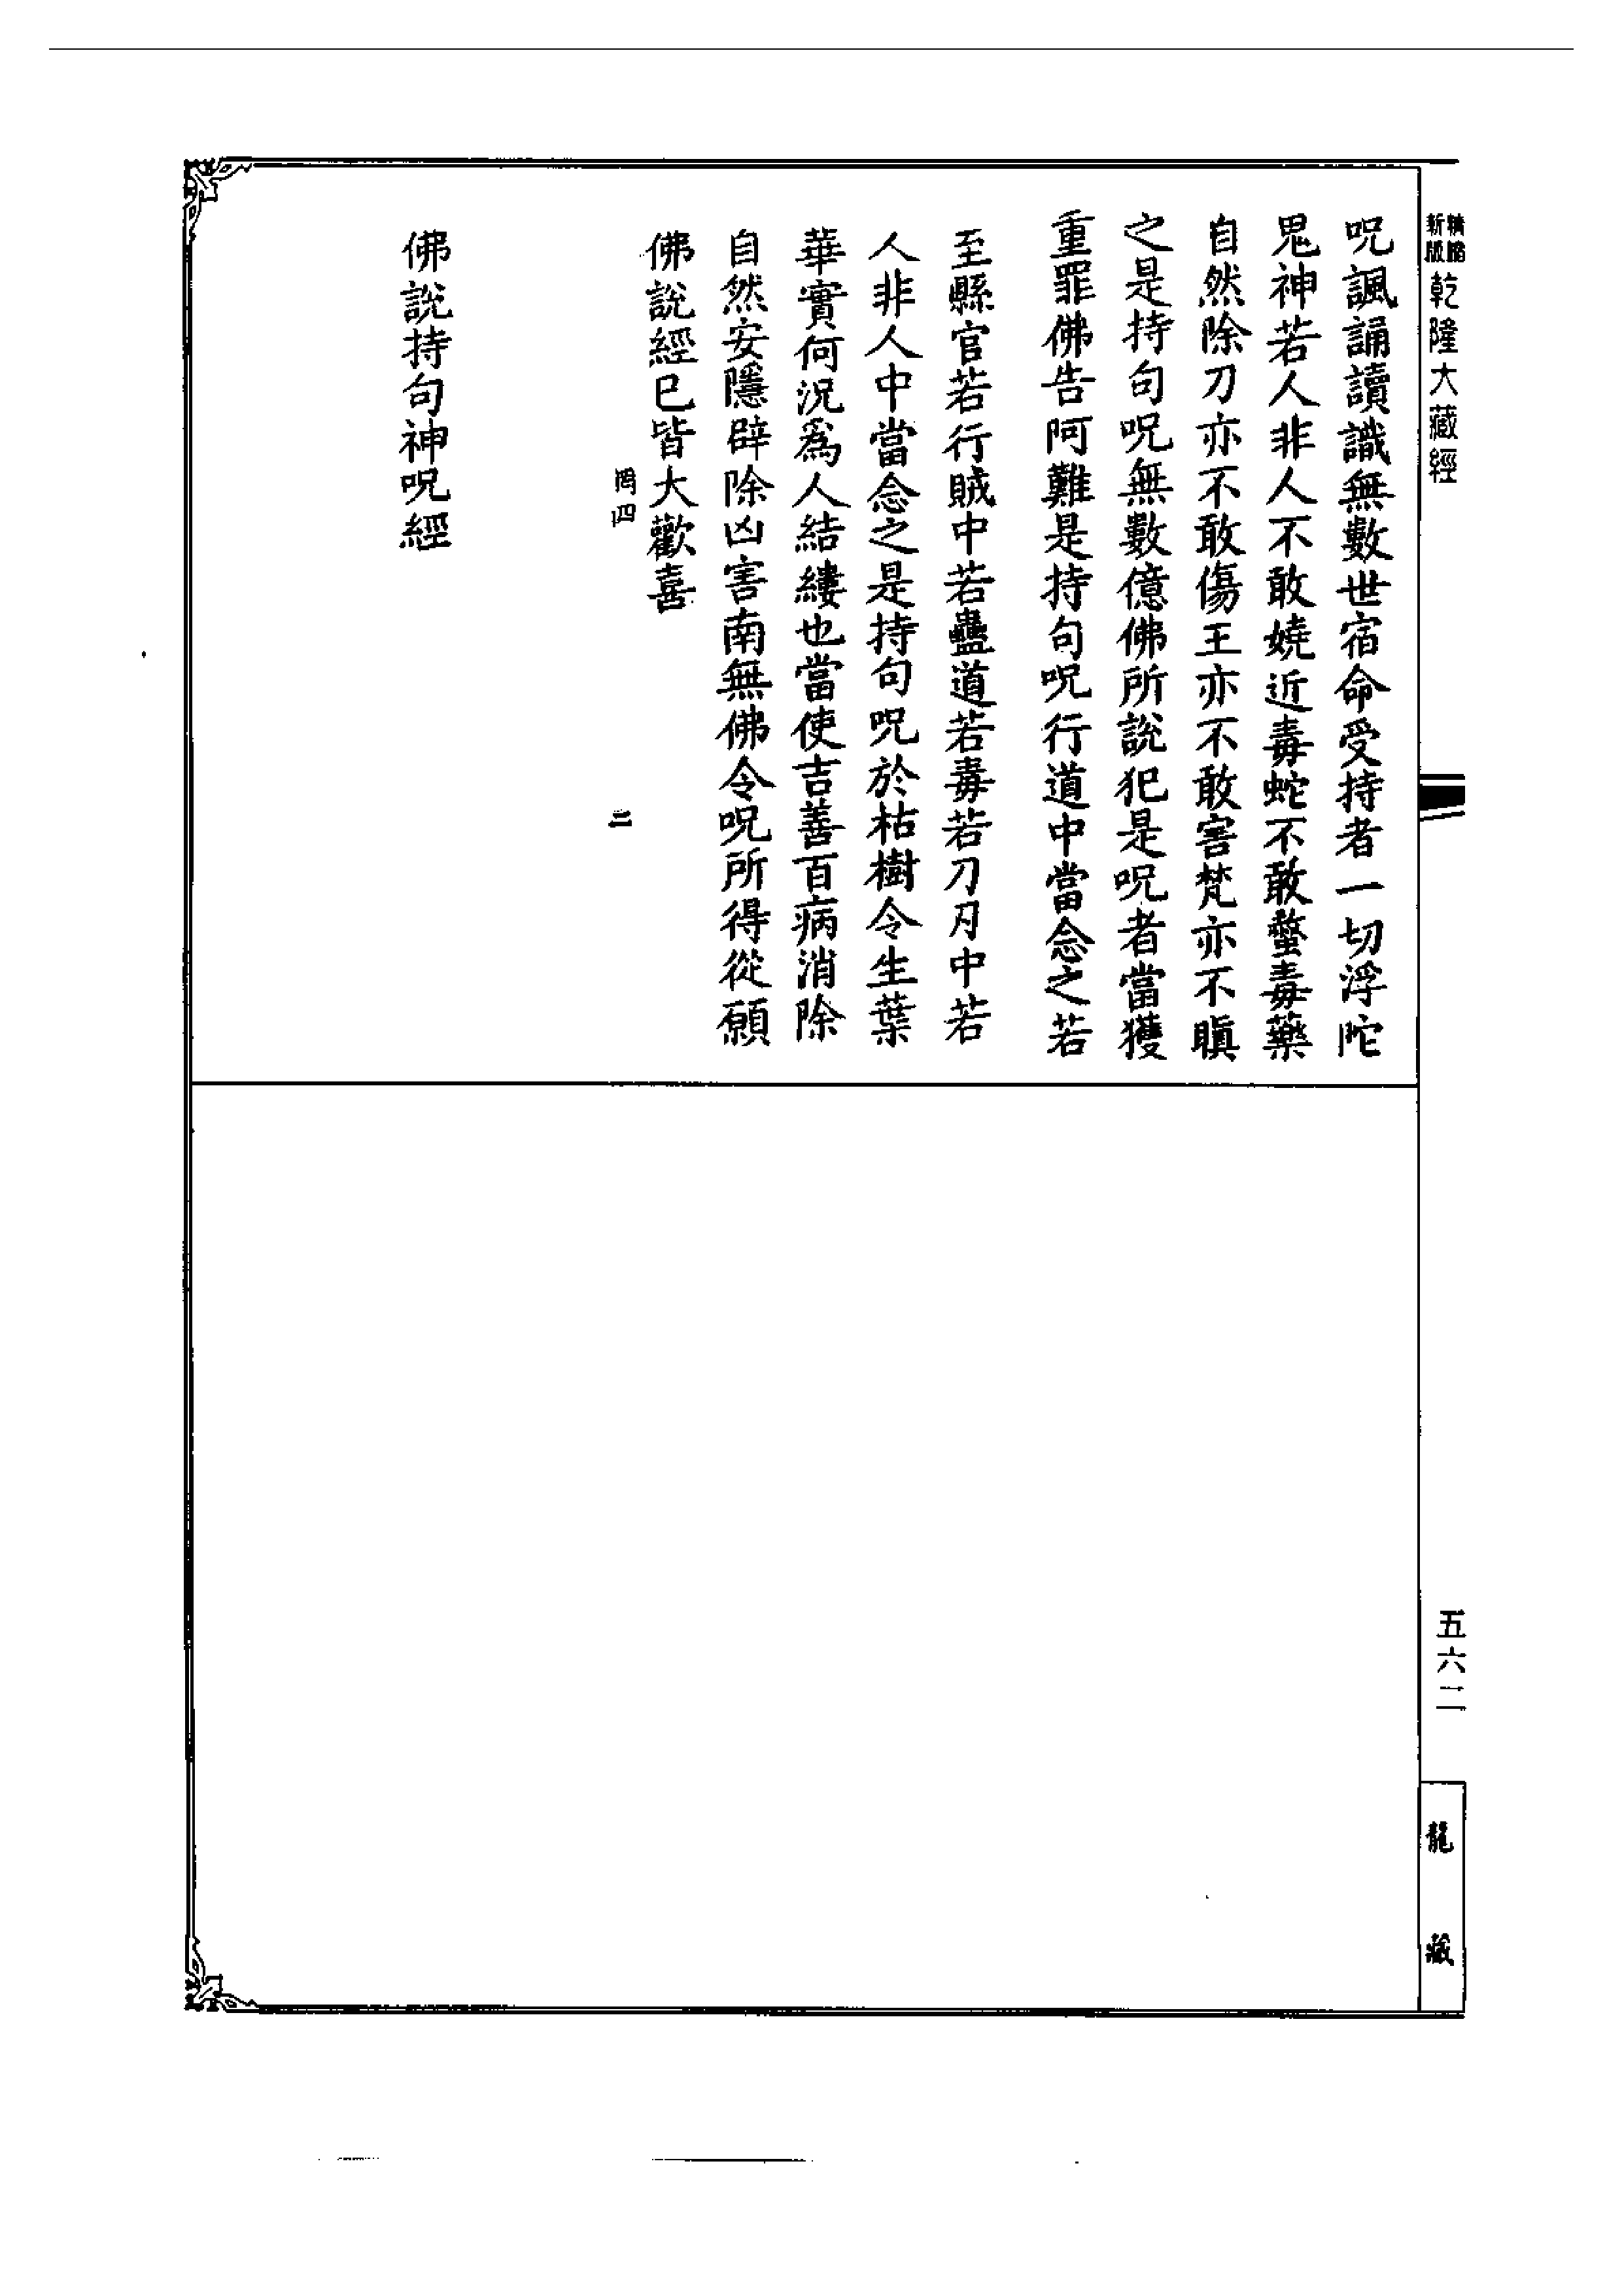 精縮新版
乾隆大藏經
呪諷誦讀識無數世宿命受持者一切浮陀
鬼神若人非人不敢嬈近毒蛇不敢螫毒藥
自然除刀亦不敢傷王亦不敢害梵亦不瞋
之是持句呪無數億佛所說犯是呪者當獲
重罪佛告阿難是持句呪行道中當念之若
至縣官若行賊中若蠱道若毒若刀刃中若
人非人中當念之是持句呪於枯樹令生葉
華實何況爲人結縷也當使吉善百病消除
自然安隱辟除凶害南無佛令呪所得從願
佛說經已皆大歡喜
罔四
二
佛說持句神呪經
五六二
龍藏